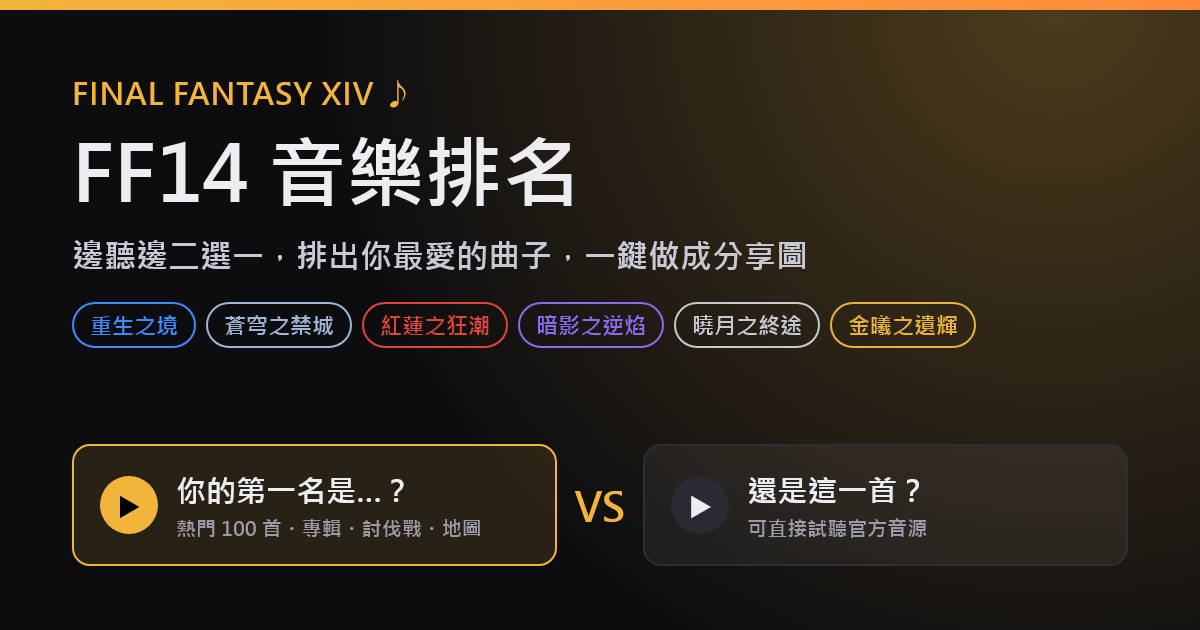 FINAL FANTASY XIV ♪
FF14 音樂排名
邊聽邊二選一，排出你最愛的曲子，一鍵做成分享圖
重生之境 蒼穹之禁城 紅蓮之狂潮 暗影之逆焰 曉月之終途 金曦之遺輝
你的第一名是…？
熱門 100 首 · 專輯 · 討伐戰 · 地圖
VS
還是這一首？
可直接試聽官方音源